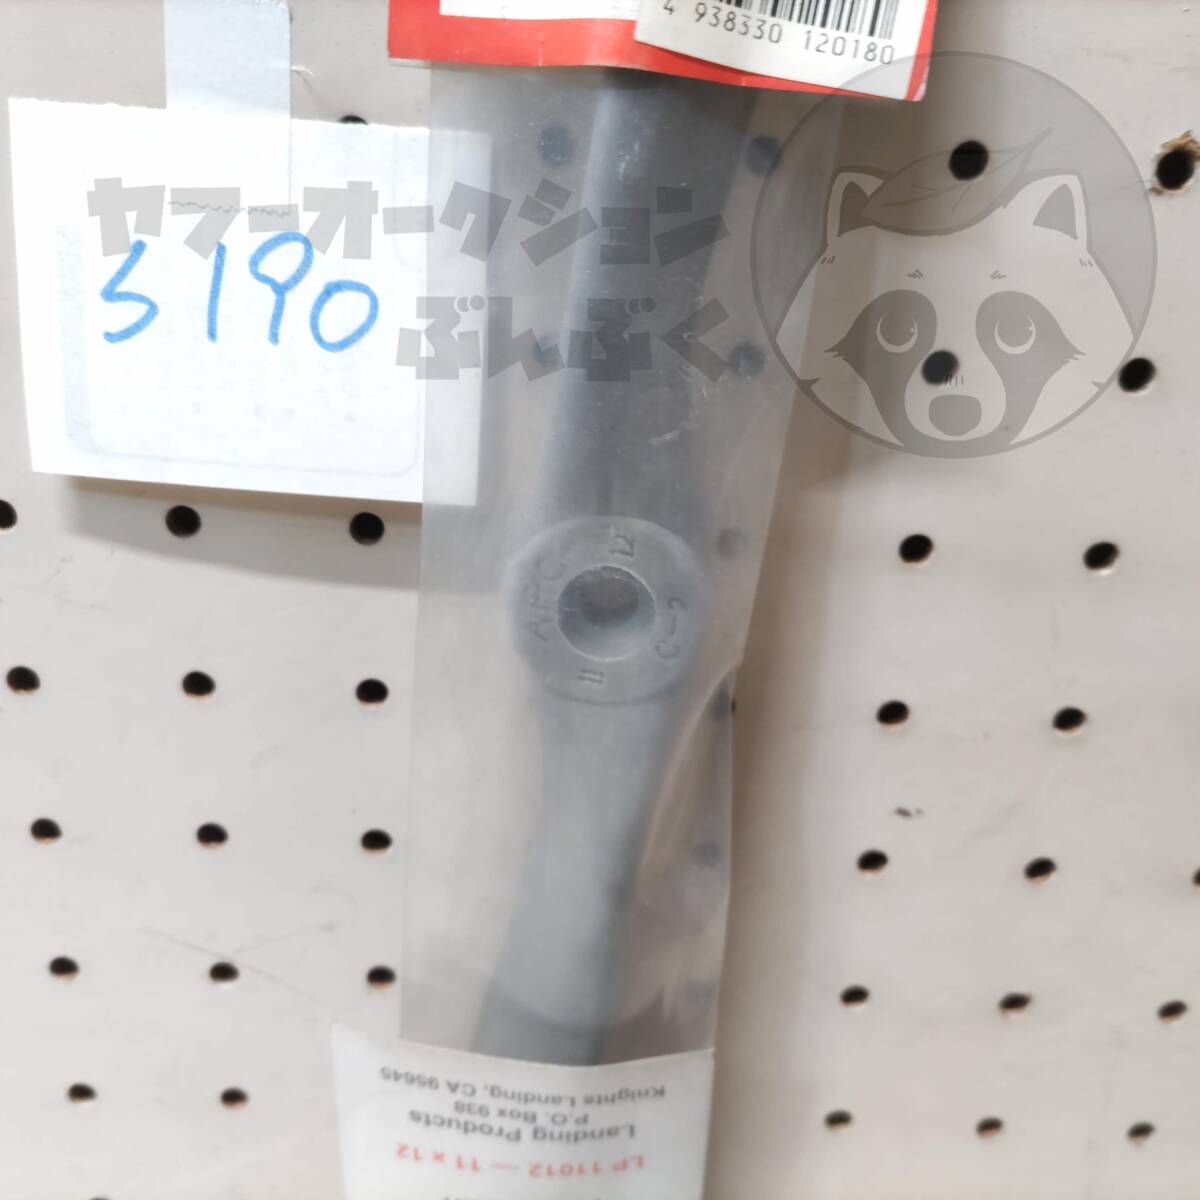 4 938330 120180
ヤフーオークション
ぶんぶく
5190
12
APC
C-2
11
Knights Landing, CA 95645
P.O. Box 938
Landing Products
LP 11012 — 11 x 12